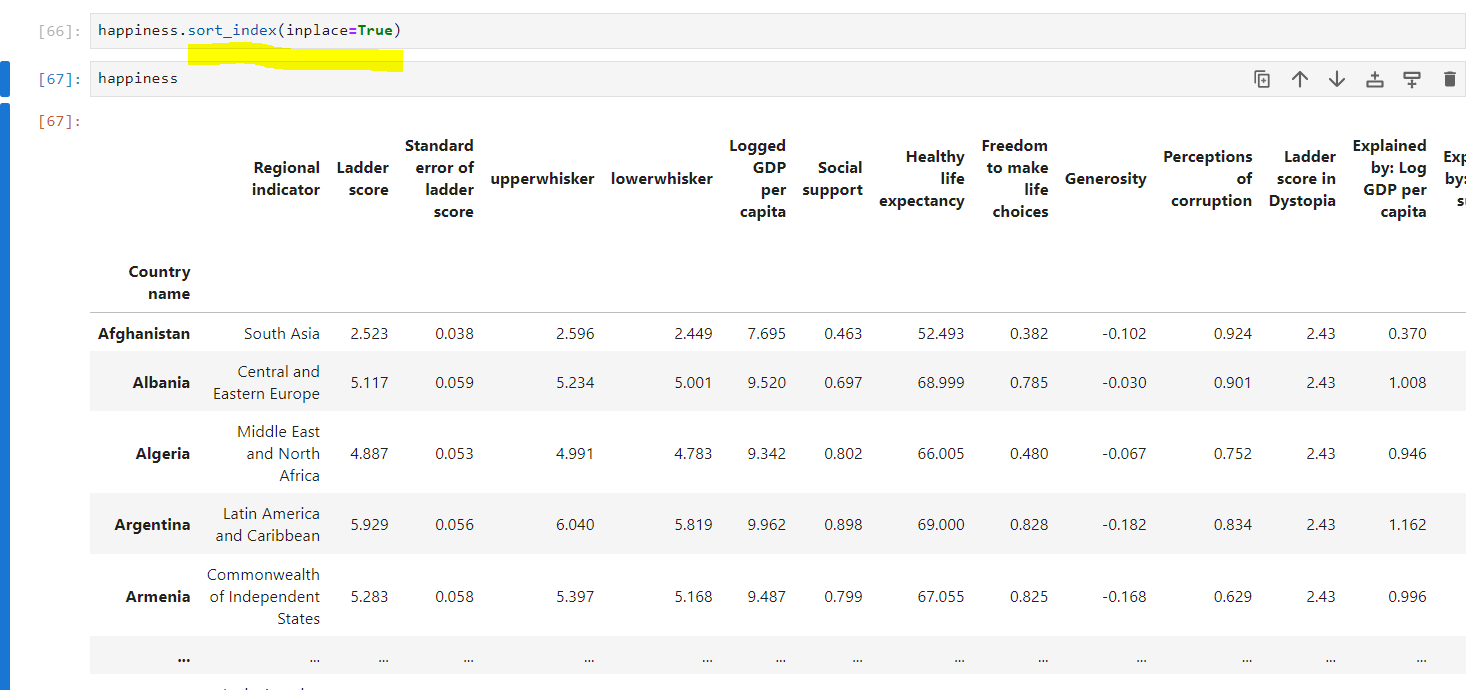 [66]: happiness.sort_index(inplace=True)
[67]: happiness
[67]:
Country name Regional indicator Ladder score Standard error of ladder score upperwhisker lowerwhisker Logged GDP per capita Social support Healthy life expectancy Freedom to make life choices Generosity Perceptions of corruption Ladder score in Dystopia Explained by: Log GDP per capita
Afghanistan South Asia 2.523 0.038 2.596 2.449 7.695 0.463 52.493 0.382 -0.102 0.924 2.43 0.370
Albania Central and Eastern Europe 5.117 0.059 5.234 5.001 9.520 0.697 68.999 0.785 -0.030 0.901 2.43 1.008
Algeria Middle East and North Africa 4.887 0.053 4.991 4.783 9.342 0.802 66.005 0.480 -0.067 0.752 2.43 0.946
Argentina Latin America and Caribbean 5.929 0.056 6.040 5.819 9.962 0.898 69.000 0.828 -0.182 0.834 2.43 1.162
Armenia Commonwealth of Independent States 5.283 0.058 5.397 5.168 9.487 0.799 67.055 0.825 -0.168 0.629 2.43 0.996
... ... ... ... ... ... ... ... ... ... ... ... ... ...